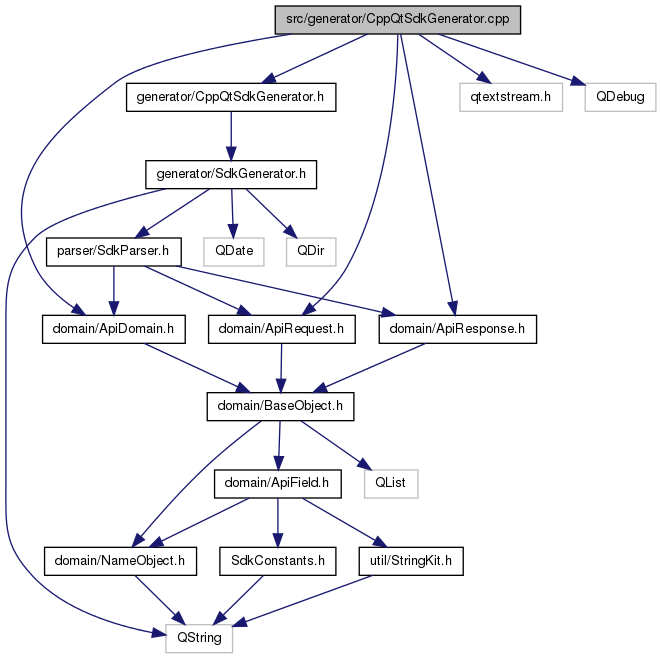 src/generator/CppQtSdkGenerator.cpp
generator/CppQtSdkGenerator.h
qtextstream.h
QDebug
generator/SdkGenerator.h
parser/SdkParser.h
QDate
QDir
domain/ApiDomain.h
domain/ApiRequest.h
domain/ApiResponse.h
domain/BaseObject.h
domain/ApiField.h
QList
domain/NameObject.h
SdkConstants.h
util/StringKit.h
QString